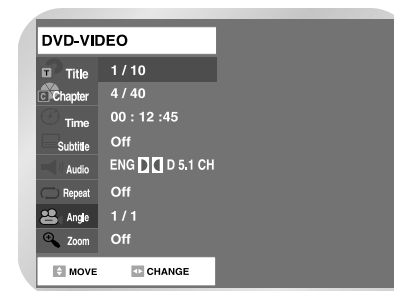 DVD-VIDEO
T Title 1 / 10
C Chapter 4 / 40
Time 00 : 12 :45
Subtitle Off
Audio ENG D 5.1 CH
Repeat Off
Angle 1 / 1
Zoom Off
MOVE CHANGE